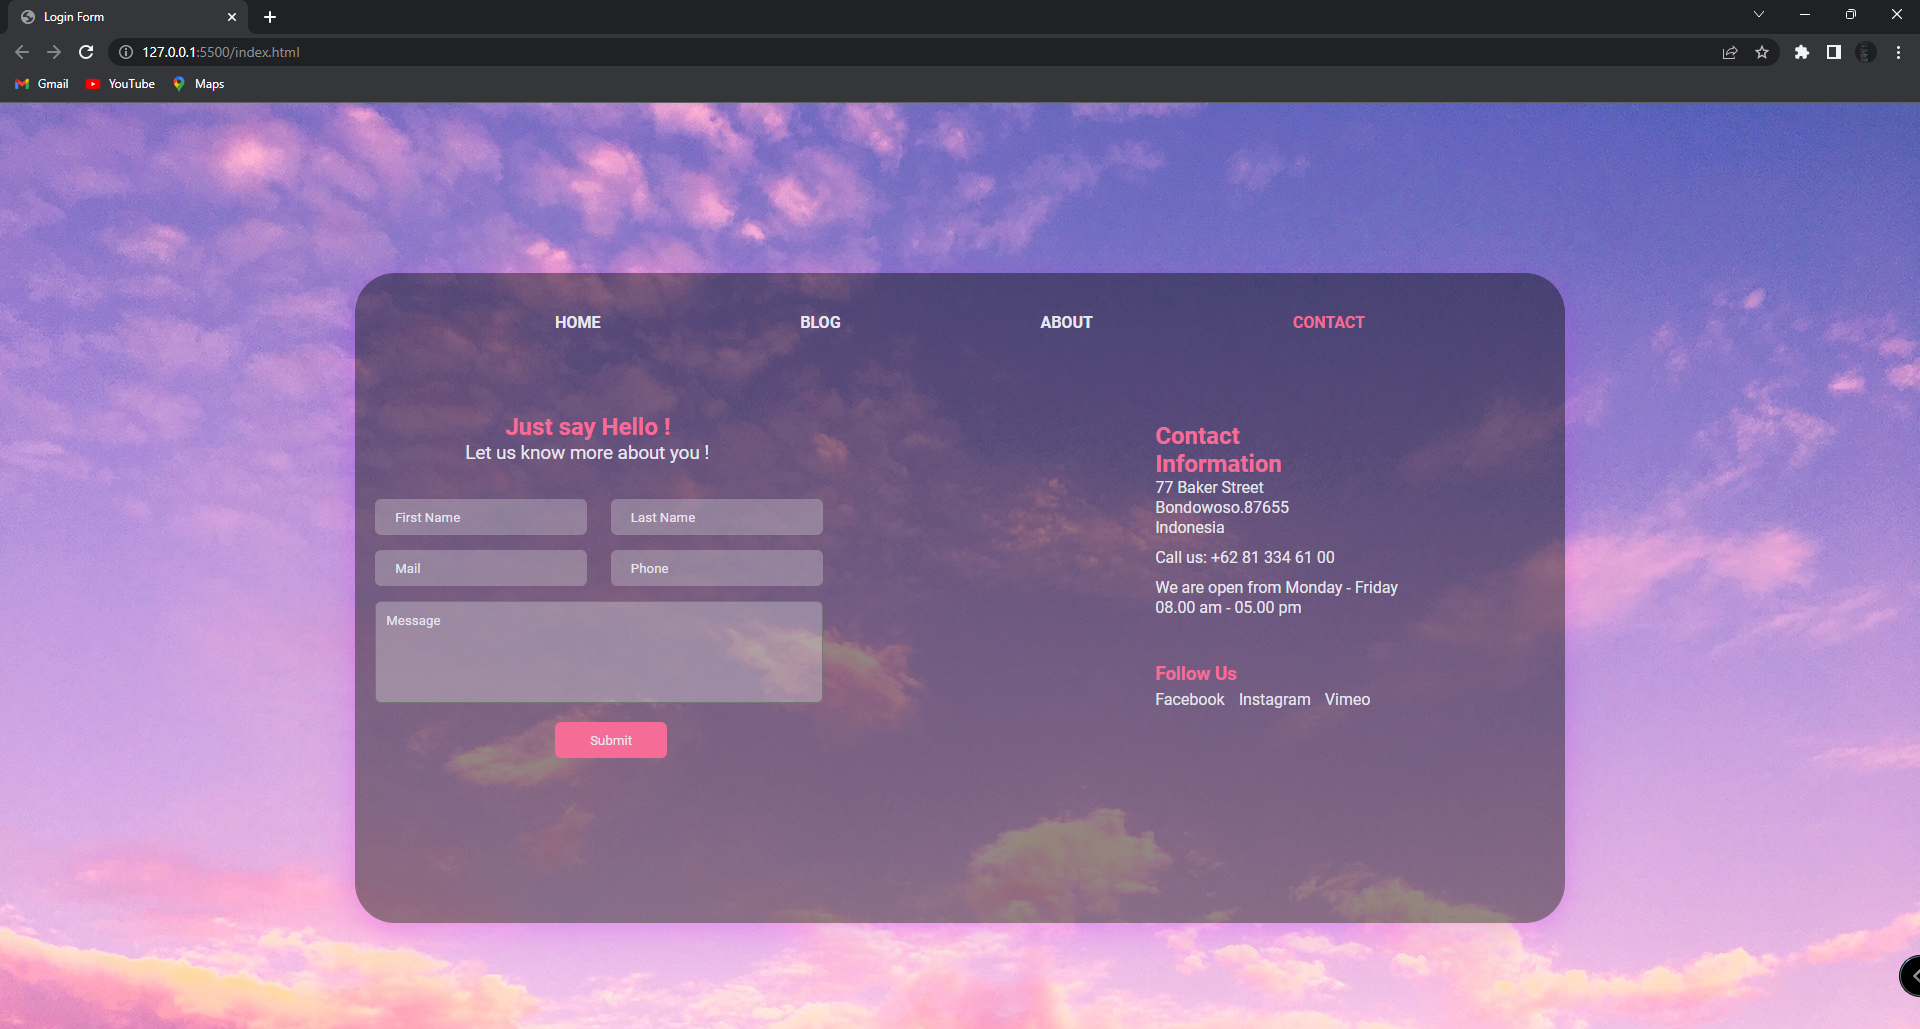 Login Form
127.0.0.1:5500/index.html
Gmail YouTube Maps
HOME BLOG ABOUT CONTACT
Just say Hello !
Let us know more about you !
First Name Last Name
Mail Phone
Message
Submit
Contact
Information
77 Baker Street
Bondowoso.87655
Indonesia
Call us: +62 81 334 61 00
We are open from Monday - Friday
08.00 am - 05.00 pm
Follow Us
Facebook Instagram Vimeo